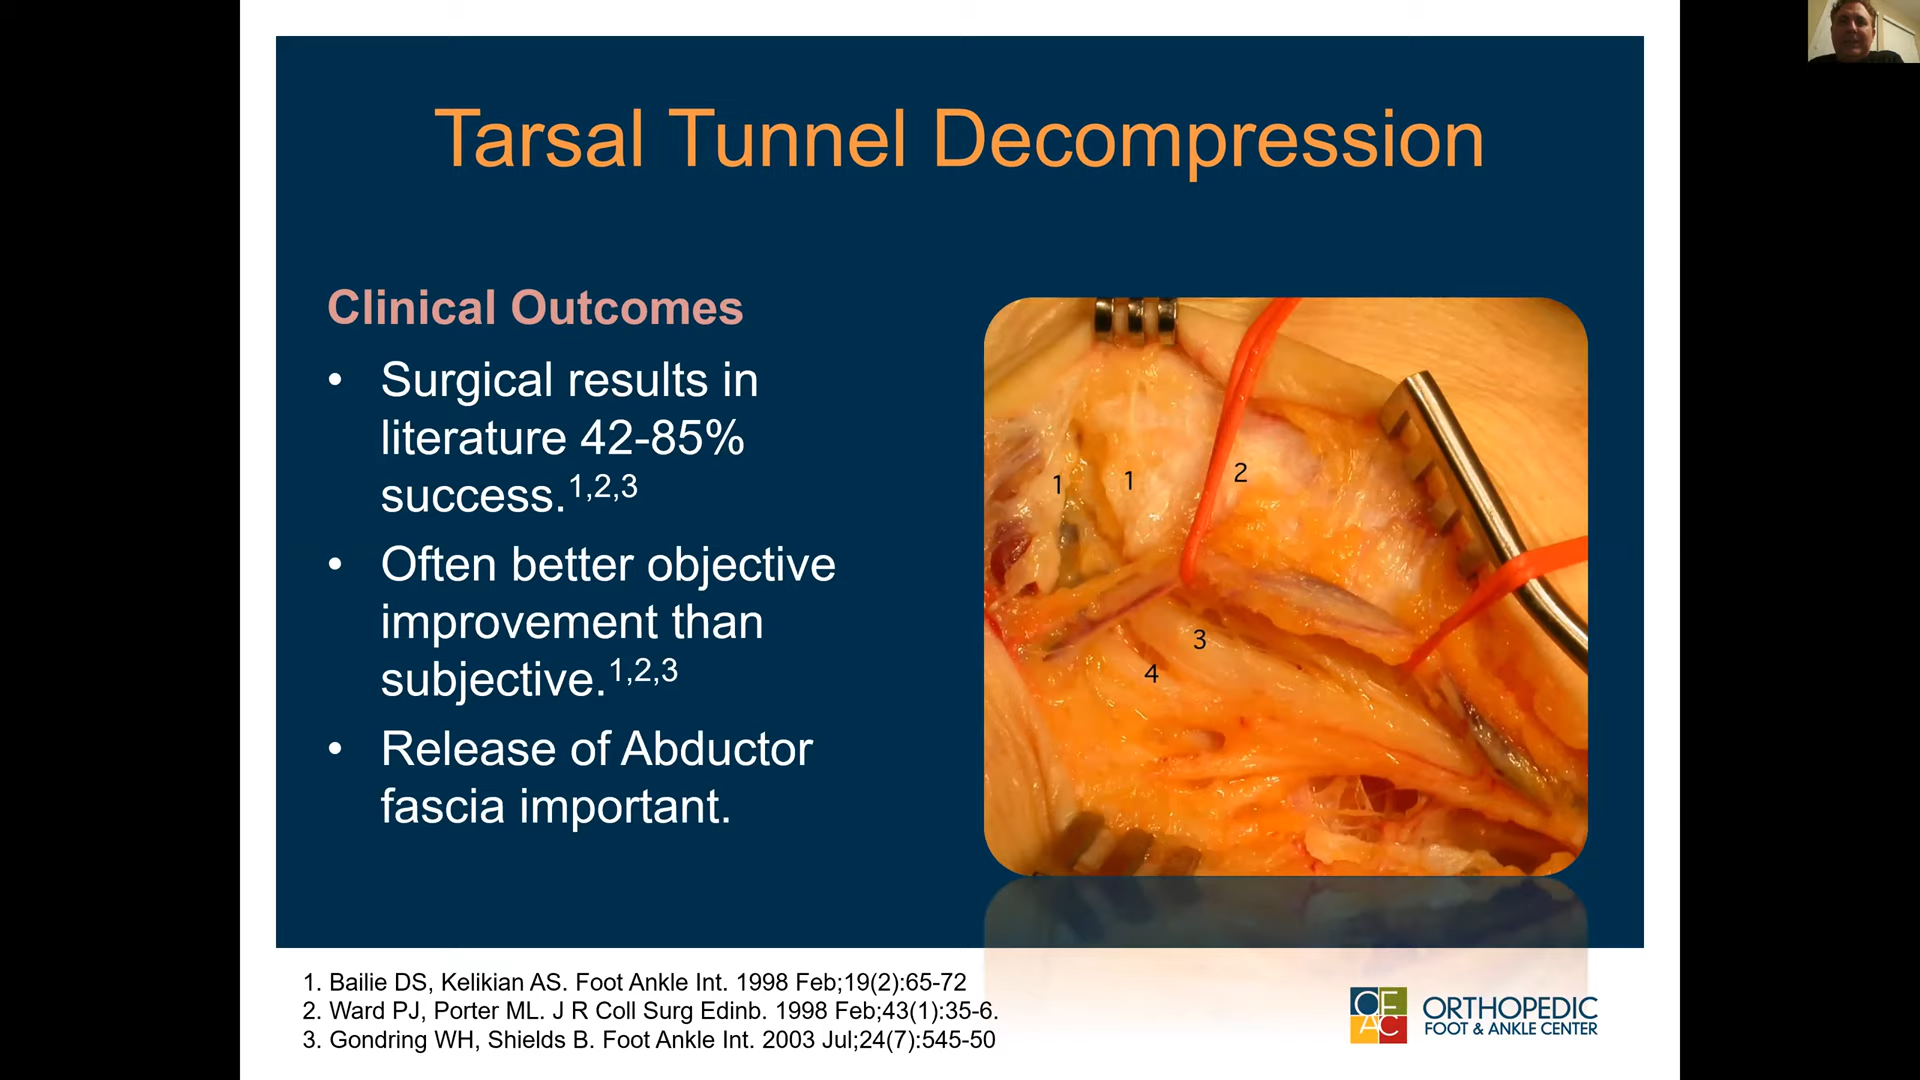 Tarsal Tunnel Decompression
Clinical Outcomes
• Surgical results in
literature 42-85%
success.1,2,3
• Often better objective
improvement than
subjective.1,2,3
• Release of Abductor
fascia important.
1 1 2
3
4
1. Bailie DS, Kelikian AS. Foot Ankle Int. 1998 Feb;19(2):65-72
2. Ward PJ, Porter ML. J R Coll Surg Edinb. 1998 Feb;43(1):35-6.
3. Gondring WH, Shields B. Foot Ankle Int. 2003 Jul;24(7):545-50
OF
AC
ORTHOPEDIC
FOOT & ANKLE CENTER